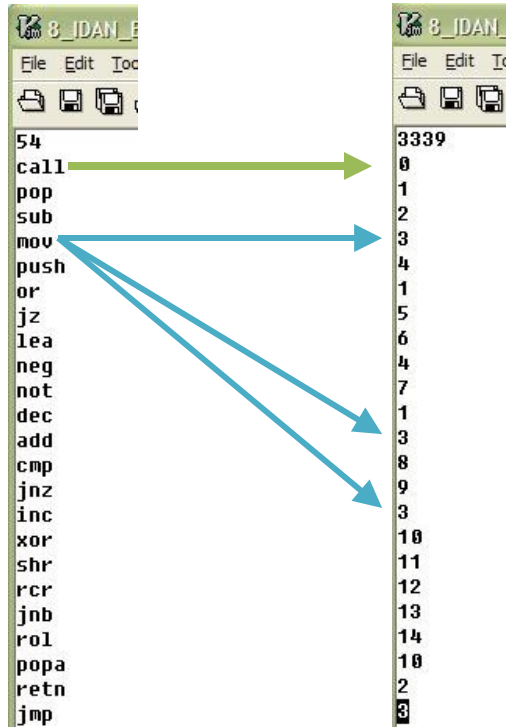 8_IDAN_E
File Edit Too
54
call
pop
sub
mov
push
or
jz
lea
neg
not
dec
add
cmp
jnz
inc
xor
shr
rcr
jnb
rol
popa
retn
jmp
8_IDAN_
File Edit To
3339
0
1
2
3
4
1
5
6
4
7
1
3
8
9
3
10
11
12
13
14
10
2
3